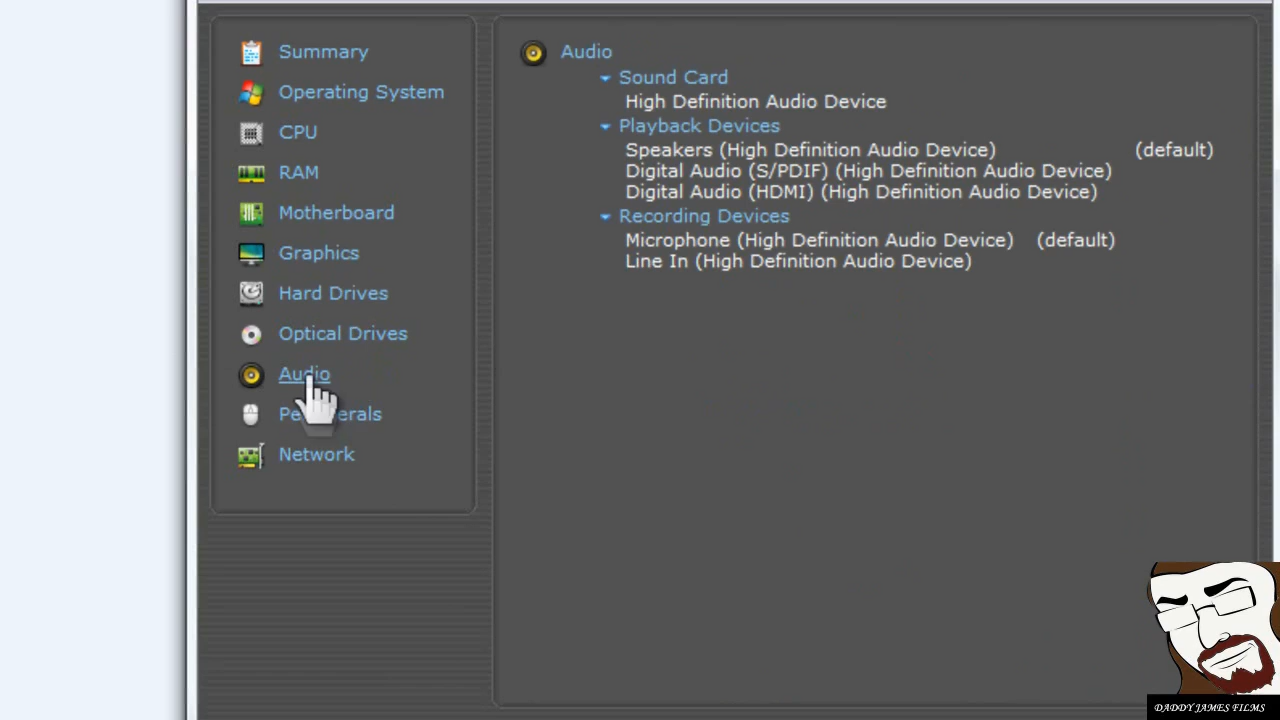 Summary
Operating System
CPU
RAM
Motherboard
Graphics
Hard Drives
Optical Drives
Audio
Network
Audio
Sound Card
High Definition Audio Device
Playback Devices
Speakers (High Definition Audio Device) (default)
Digital Audio (S/PDIF) (High Definition Audio Device)
Digital Audio (HDMI) (High Definition Audio Device)
Recording Devices
Microphone (High Definition Audio Device) (default)
Line In (High Definition Audio Device)
DADDY JAMES FILMS